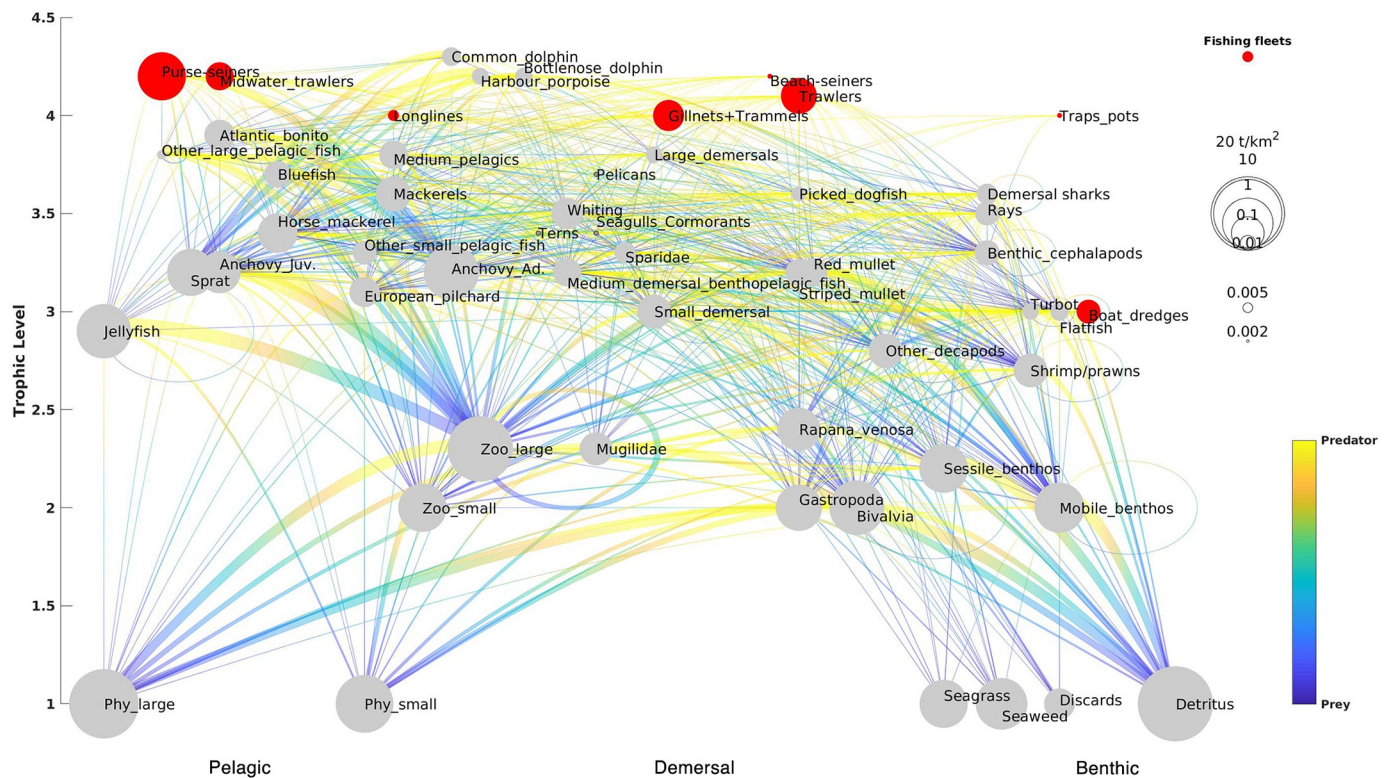 4.5
Fishing fleets
Common_dolphin
Bottlenose_dolphin
Purse-seiners
Midwater_trawlers
Harbour_porpoise
Beach-seiners
Trawlers
4
Longlines
Gillnets+Trammels
Traps_pots
Atlantic_bonito
20 t/km2
Other_large_pelagic_fish
Medium_pelagics
Large_demersals
10
Bluefish
Pelicans
1
Mackerels
Picked_dogfish
Demersal sharks
3.5
Whiting
Rays
0.1
Horse_mackerel
Seagulls_Cormorants
Terns
0.01
Other_small_pelagic_fish
Sparidae
Benthic_cephalapods
Anchovy_Juv.
Anchovy_Ad.
Red_mullet
Sprat
Medium_demersal_benthopelagic_fish
European_pilchard
Striped_mullet
0.005
3
Small_demersal
Turbot
Boat_dredges
Jellyfish
Flatfish
0.002
Other_decapods
Shrimp/prawns
Trophic Level
2.5
Rapana_venosa
Predator
Zoo_large
Mugilidae
Sessile_benthos
2
Zoo_small
Gastropoda
Bivalvia
Mobile_benthos
1.5
1
Phy_large
Phy_small
Seagrass
Seaweed
Discards
Detritus
Prey
Pelagic
Demersal
Benthic